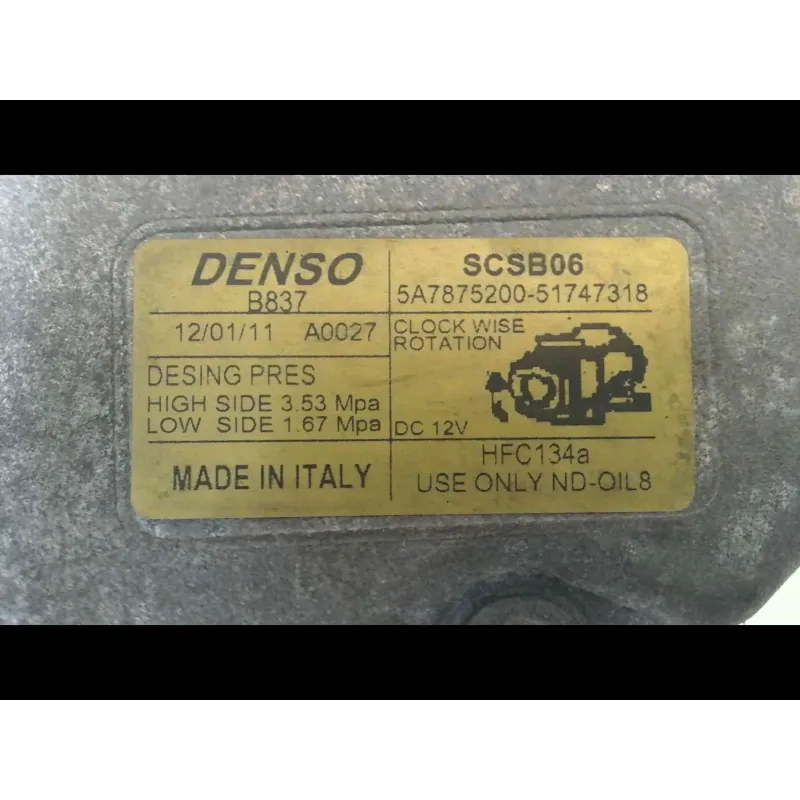 DENSO
B837
12/01/11 A0027
DESING PRES
HIGH SIDE 3.53 Mpa
LOW SIDE 1.67 Mpa
MADE IN ITALY
SCSB06
5A7875200-51747318
CLOCK WISE
ROTATION
DC 12V
HFC134a
USE ONLY ND-OIL8